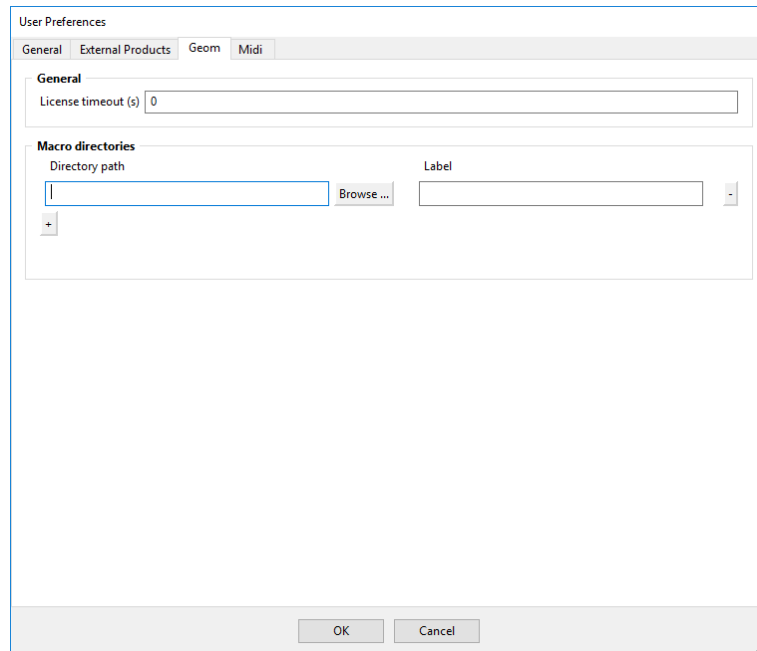 User Preferences
General External Products Geom Midi
General
License timeout (s) 0
Macro directories
Directory path Label
Browse ... -
+
OK Cancel